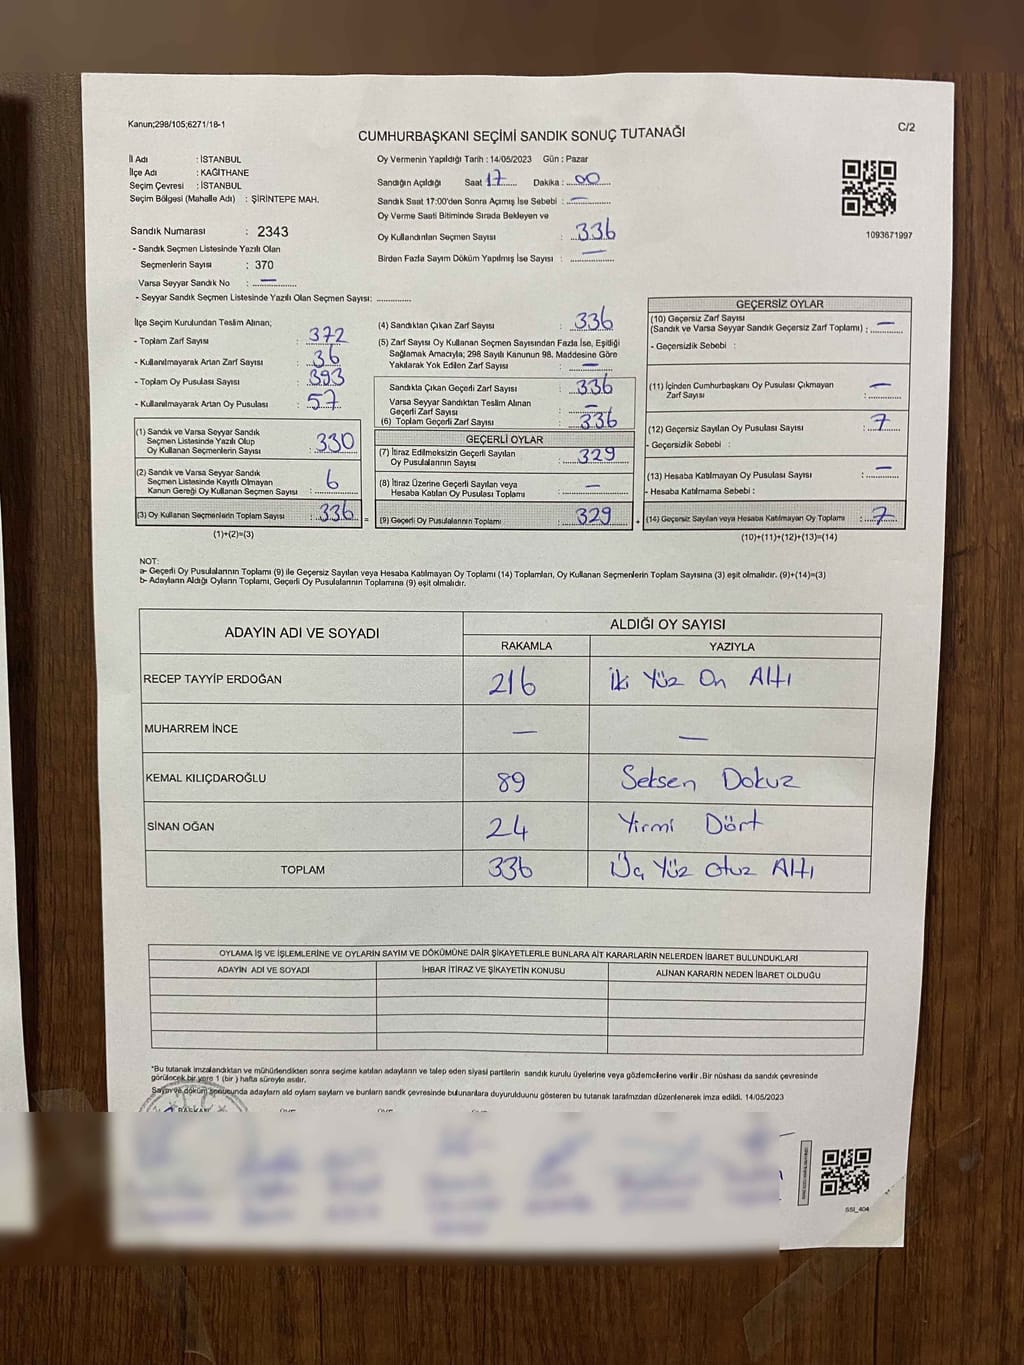 Kanun;298/105;6271/18-1
CUMHURBAŞKANI SEÇİMİ SANDIK SONUÇ TUTANAĞI
C/2
İl Adı : İSTANBUL
İlçe Adı : KAĞITHANE
Seçim Çevresi : İSTANBUL
Seçim Bölgesi (Mahalle Adı) : ŞİRİNTEPE MAH.
Oy Vermenin Yapıldığı Tarih : 14/05/2023 Gün : Pazar
Sandığın Açıldığı Saat 17 Dakika : 00
Sandık Saat 17:00'den Sonra Açımış İse Sebebi : —
Oy Verme Saati Bitiminde Sırada Bekleyen ve
Oy Kullandırılan Seçmen Sayısı : 336
Birden Fazla Sayım Döküm Yapılmış İse Sayısı : —
1093671997
Sandık Numarası : 2343
- Sandık Seçmen Listesinde Yazılı Olan
Seçmenlerin Sayısı : 370
Varsa Seyyar Sandık No : —
- Seyyar Sandık Seçmen Listesinde Yazılı Olan Seçmen Sayısı: ............
İlçe Seçim Kurulundan Teslim Alınan;
- Toplam Zarf Sayısı : 372
- Kullanılmayarak Artan Zarf Sayısı : 36
- Toplam Oy Pusulası Sayısı : 393
- Kullanılmayarak Artan Oy Pusulası : 57
(1) Sandık ve Varsa Seyyar Sandık
Seçmen Listesinde Yazılı Olup
Oy Kullanan Seçmenlerin Sayısı : 330
(2) Sandık ve Varsa Seyyar Sandık
Seçmen Listesinde Kayıtlı Olmayan
Kanun Gereği Oy Kullanan Seçmen Sayısı : 6
(3) Oy Kullanan Seçmenlerin Toplam Sayısı : 336 =
(1)+(2)=(3)
(4) Sandıktan Çıkan Zarf Sayısı : 336
(5) Zarf Sayısı Oy Kullanan Seçmen Sayısından Fazla İse, Eşitliği
Sağlamak Amacıyla; 298 Sayılı Kanunun 98. Maddesine Göre
Yakılarak Yok Edilen Zarf Sayısı : —
Sandıkta Çıkan Geçerli Zarf Sayısı : 336
Varsa Seyyar Sandıktan Teslim Alınan
Geçerli Zarf Sayısı : —
(6) Toplam Geçerli Zarf Sayısı : 336
GEÇERLİ OYLAR
(7) İtiraz Edilmeksizin Geçerli Sayılan
Oy Pusulalarının Sayısı : 329
(8) İtiraz Üzerine Geçerli Sayılan veya
Hesaba Katılan Oy Pusulası Toplamı : —
(9) Geçerli Oy Pusulalarının Toplamı : 329 +
GEÇERSİZ OYLAR
(10) Geçersiz Zarf Sayısı
(Sandık ve Varsa Seyyar Sandık Geçersiz Zarf Toplamı) : —
- Geçersizlik Sebebi :
(11) İçinden Cumhurbaşkanı Oy Pusulası Çıkmayan
Zarf Sayısı : —
(12) Geçersiz Sayılan Oy Pusulası Sayısı : 7
- Geçersizlik Sebebi :
(13) Hesaba Katılmayan Oy Pusulası Sayısı : —
- Hesaba Katılmama Sebebi :
(14) Geçersiz Sayılan veya Hesaba Katılmayan Oy Toplamı : 7
(10)+(11)+(12)+(13)=(14)
NOT:
a- Geçerli Oy Pusulalarının Toplamı (9) ile Geçersiz Sayılan veya Hesaba Katılmayan Oy Toplamı (14) Toplamları, Oy Kullanan Seçmenlerin Toplam Sayısına (3) eşit olmalıdır. (9)+(14)=(3)
b- Adayların Aldığı Oyların Toplamı, Geçerli Oy Pusulalarının Toplamına (9) eşit olmalıdır.
ADAYIN ADI VE SOYADI
ALDIĞI OY SAYISI
RAKAMLA YAZIYLA
RECEP TAYYİP ERDOĞAN 216 İki Yüz On Altı
MUHARREM İNCE — —
KEMAL KILIÇDAROĞLU 89 Seksen Dokuz
SİNAN OĞAN 24 Yirmi Dört
TOPLAM 336 Üç Yüz Otuz Altı
OYLAMA İŞ VE İŞLEMLERİNE VE OYLARIN SAYIM VE DÖKÜMÜNE DAİR ŞİKAYETLERLE BUNLARA AİT KARARLARIN NELERDEN İBARET BULUNDUKLARI
ADAYIN ADI VE SOYADI İHBAR İTİRAZ VE ŞİKAYETİN KONUSU ALINAN KARARIN NEDEN İBARET OLDUĞU
*Bu tutanak imzalandıktan ve mühürlendikten sonra seçime katılan adayların ve talep eden siyasi partilerin sandık kurulu üyelerine veya gözlemcilerine verilir .Bir nüshası da sandık çevresinde
görülecek bir yere 1 (bir ) hafta süreyle asılır.
Sayım ve döküm sonucunda adayların aldı oyların sayıları ve bunların sandık çevresinde bulunanlara duyurulduğunu gösteren bu tutanak tarafımızdan düzenlenerek imza edildi. 14/05/2023
BAŞKAN
SSI_404